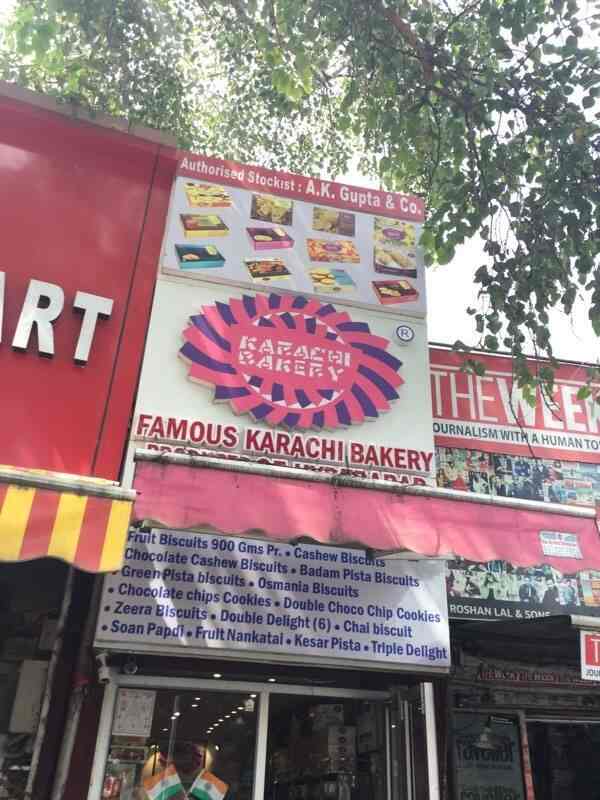 Authorised Stockist : A.K. Gupta & Co.
KARACHI
BAKERY
®
FAMOUS KARACHI BAKERY
PRODUCTS OF HYDERABAD
ART
THE WEEK
JOURNALISM WITH A HUMAN TO
Fruit Biscuits 900 Gms Pr. • Cashew Biscuits
Chocolate Cashew Biscuits • Badam Pista Biscuits
• Green Pista biscuits • Osmania Biscuits
• Chocolate chips Cookies • Double Choco Chip Cookies
• Zeera Biscuits • Double Delight (6) • Chai biscuit
• Soan Papdi • Fruit Nankatai • Kesar Pista • Triple Delight
ROSHAN LAL & SONS